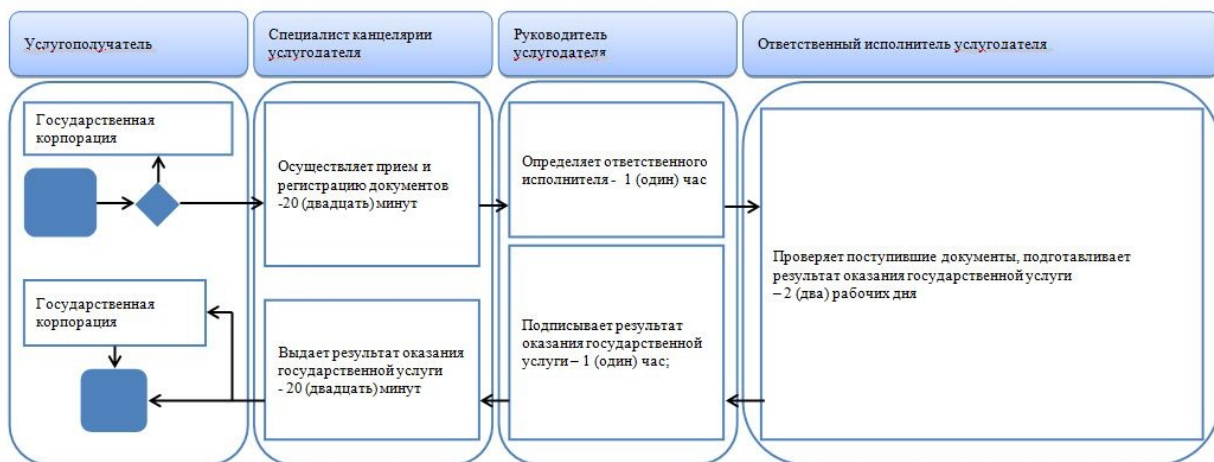 Услугополучатель
Специалист канцелярии
услугодателя
Руководитель
услугодателя
Ответственный исполнитель услугодателя
Государственная
корпорация
Осуществляет прием и
регистрацию документов
-20 (двадцать) минут
Определяет ответственного
исполнителя - 1 (один) час
Проверяет поступившие документы, подготавливает
результат оказания государственной услуги
– 2 (два) рабочих дня
Государственная
корпорация
Выдает результат оказания
государственной услуги
- 20 (двадцать) минут
Подписывает результат
оказания государственной
услуги – 1 (один) час;